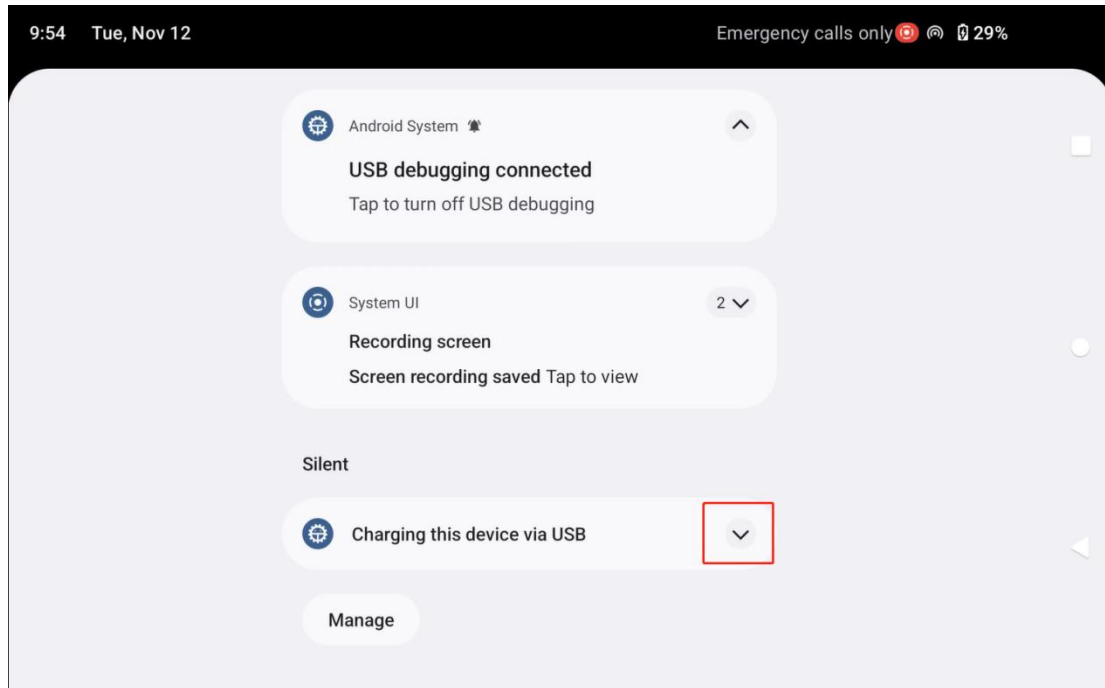 9:54 Tue, Nov 12 Emergency calls only 29%
Android System
USB debugging connected
Tap to turn off USB debugging
System UI 2
Recording screen
Screen recording saved Tap to view
Silent
Charging this device via USB
Manage